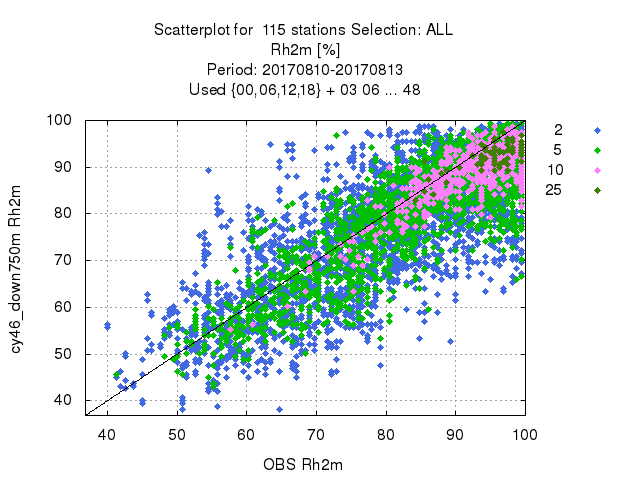 Scatterplot for 115 stations Selection: ALL
Rh2m [%]
Period: 20170810-20170813
Used {00,06,12,18} + 03 06 ... 48
100
90
80
70
60
50
40
cy46_down750m Rh2m
40 50 60 70 80 90 100
OBS Rh2m
2
5
10
25